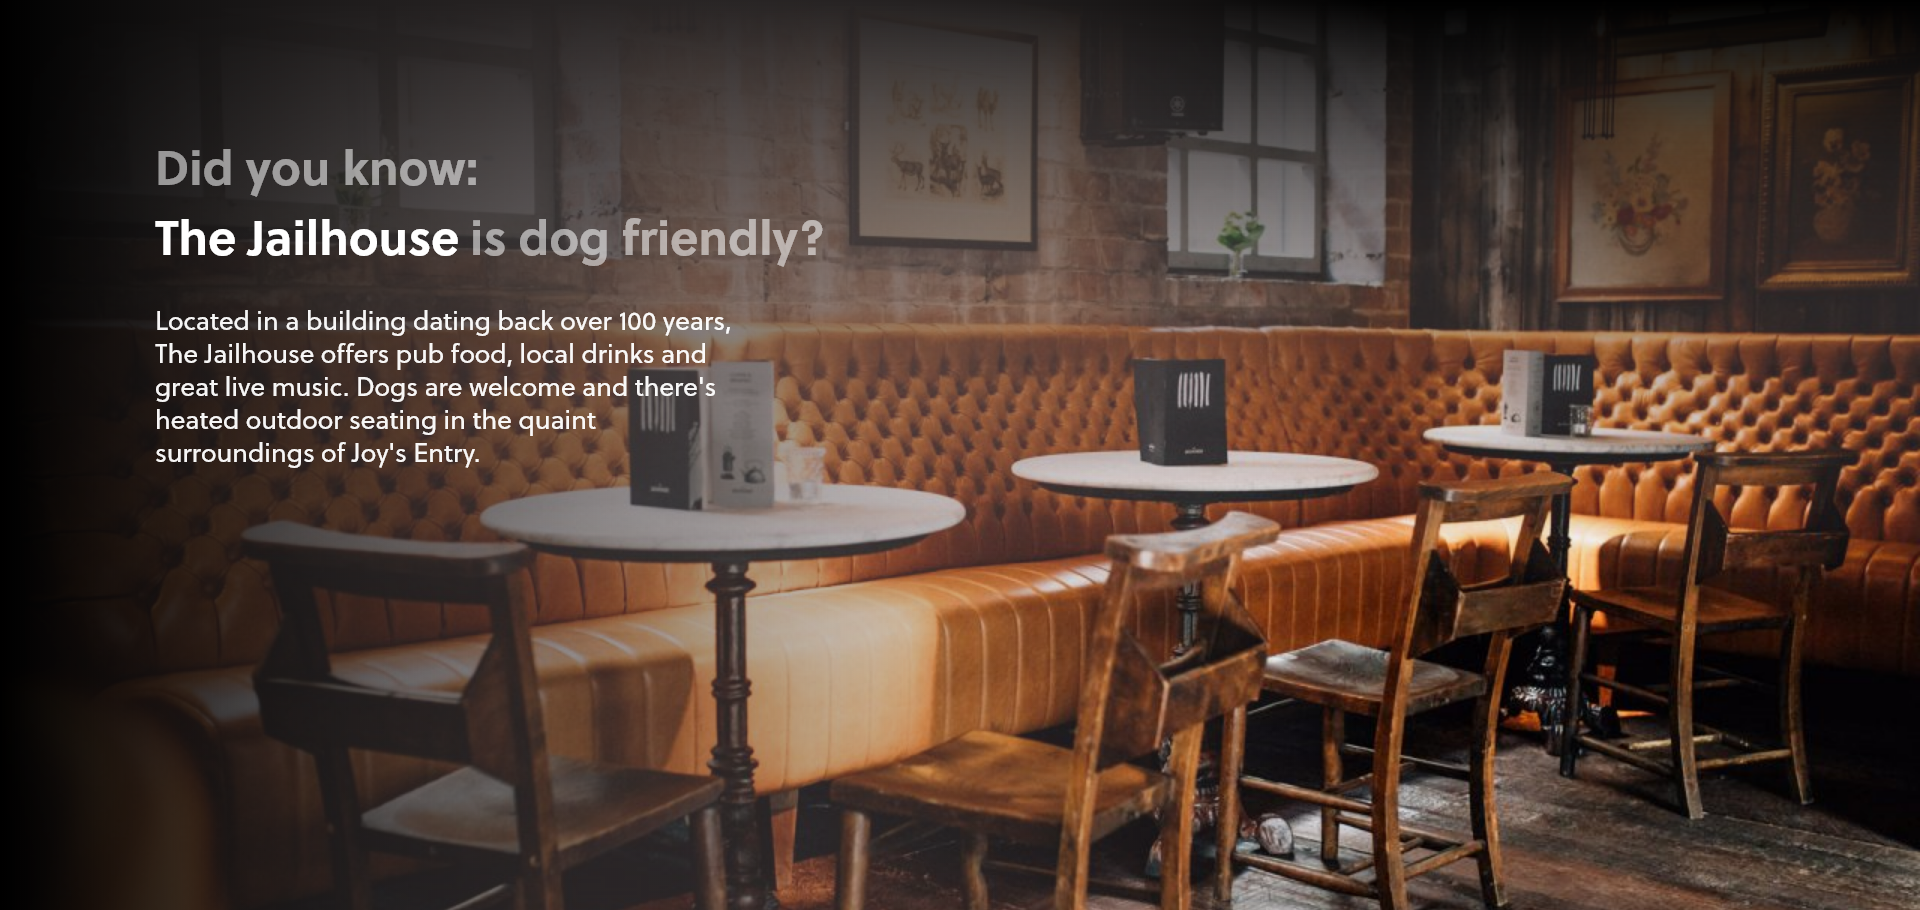 Did you know:
The Jailhouse is dog friendly?
Located in a building dating back over 100 years,
The Jailhouse offers pub food, local drinks and
great live music. Dogs are welcome and there's
heated outdoor seating in the quaint
surroundings of Joy's Entry.